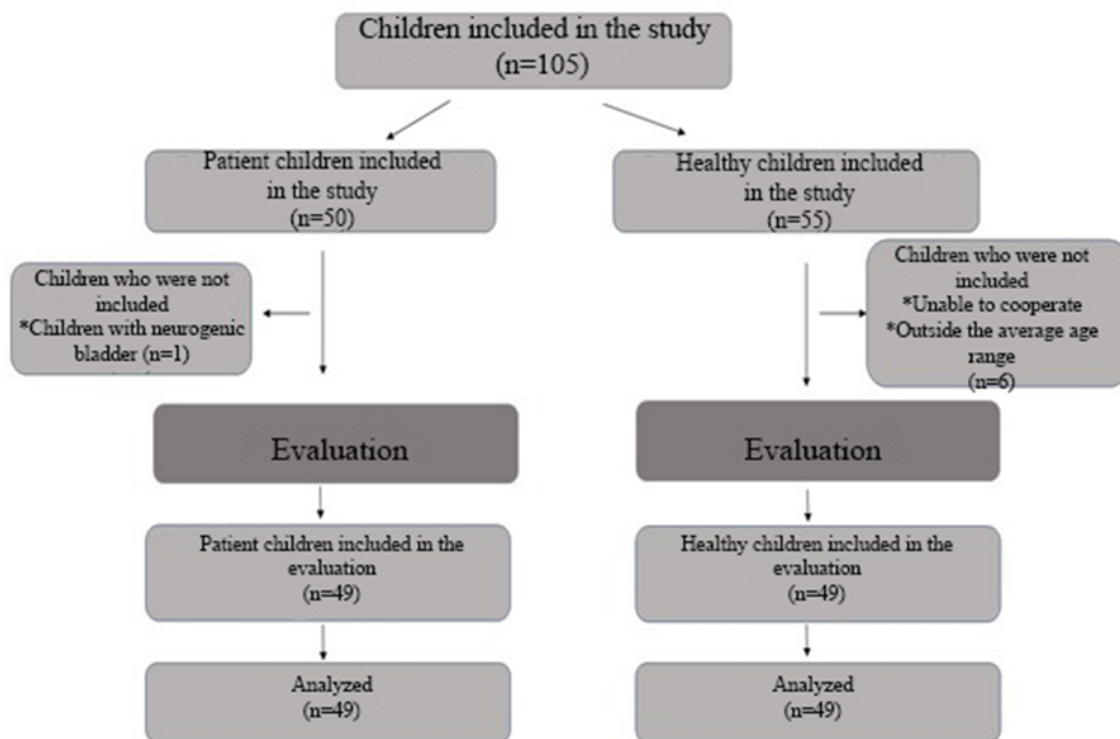 Children included in the study
(n=105)
Patient children included
in the study
(n=50)
Healthy children included
in the study
(n=55)
Children who were not
included
*Children with neurogenic
bladder (n=1)
Children who were not
included
*Unable to cooperate
*Outside the average age
range
(n=6)
Evaluation
Evaluation
Patient children included in the
evaluation
(n=49)
Healthy children included in the
evaluation
(n=49)
Analyzed
(n=49)
Analyzed
(n=49)